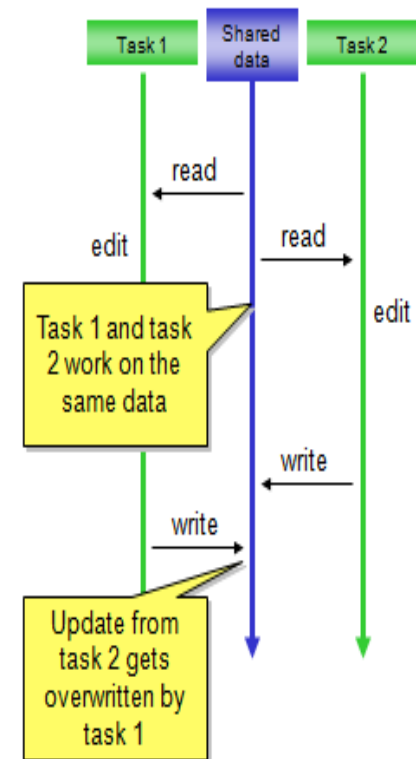 Task 1
Shared
data
Task 2
read
edit
read
edit
Task 1 and task
2 work on the
same data
write
write
Update from
task 2 gets
overwritten by
task 1